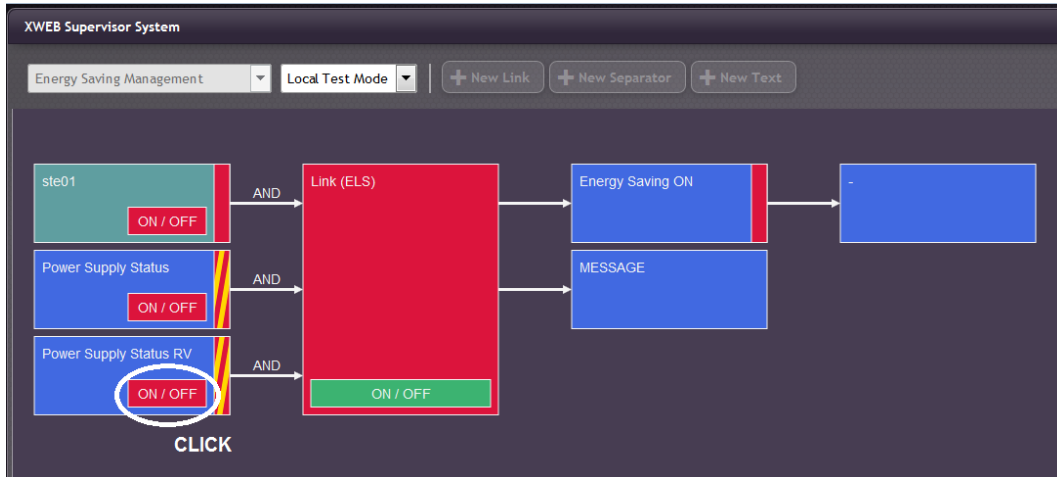 XWEB Supervisor System
Energy Saving Management
Local Test Mode
New Link
New Separator
New Text
ste01
ON / OFF
AND
Link (ELS)
Energy Saving ON
-
Power Supply Status
ON / OFF
AND
MESSAGE
Power Supply Status RV
ON / OFF
AND
ON / OFF
CLICK